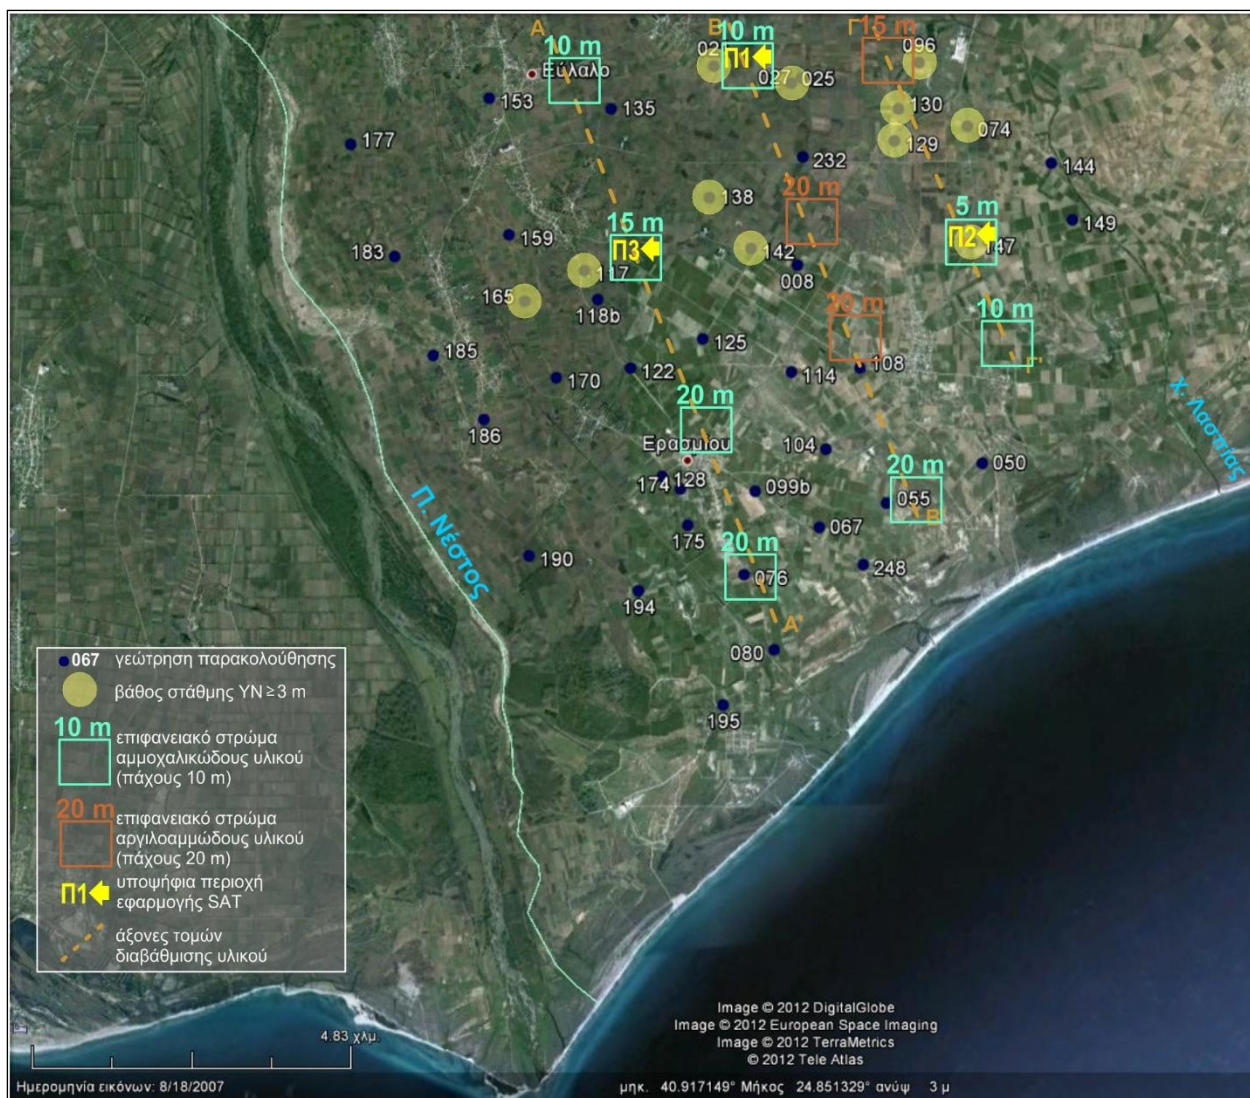 Α
10 m
Εύλαλο
Β
10 m
Π1
02
027
025
Γ
15 m
096
153
135
130
129
074
177
232
144
138
20 m
5 m
Π2
147
149
159
15 m
Π3
142
008
183
117
165
118b
20 m
10 m
Γ'
125
185
122
170
114
108
186
20 m
Ερασμίου
104
050
Χ. Λασπίας
174
128
099b
20 m
055
Β
175
067
Π. Νέστος
190
20 m
076
248
194
Α'
080
195
067 γεώτρηση παρακολούθησης
βάθος στάθμης ΥΝ ≥ 3 m
10 m
επιφανειακό στρώμα
αμμοχαλικώδους υλικού
(πάχους 10 m)
20 m
επιφανειακό στρώμα
αργιλοαμμώδους υλικού
(πάχους 20 m)
Π1 υποψήφια περιοχή
εφαρμογής SAT
άξονες τομών
διαβάθμισης υλικού
4.83 χλμ.
Image © 2012 DigitalGlobe
Image © 2012 European Space Imaging
Image © 2012 TerraMetrics
© 2012 Tele Atlas
Ημερομηνία εικόνων: 8/18/2007
μηκ. 40.917149° Μήκος 24.851329° ανύψ 3 μ